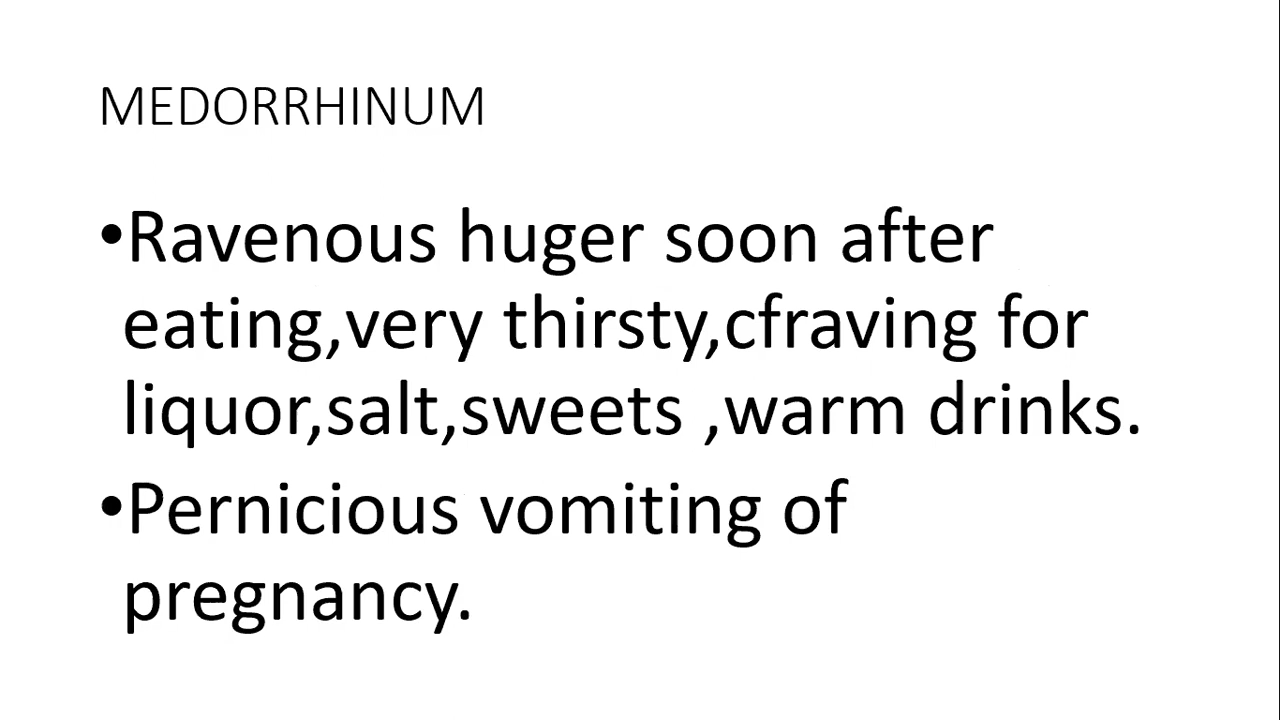 MEDORRHINUM
•Ravenous huger soon after
eating,very thirsty,cfraving for
liquor,salt,sweets ,warm drinks.
•Pernicious vomiting of
pregnancy.